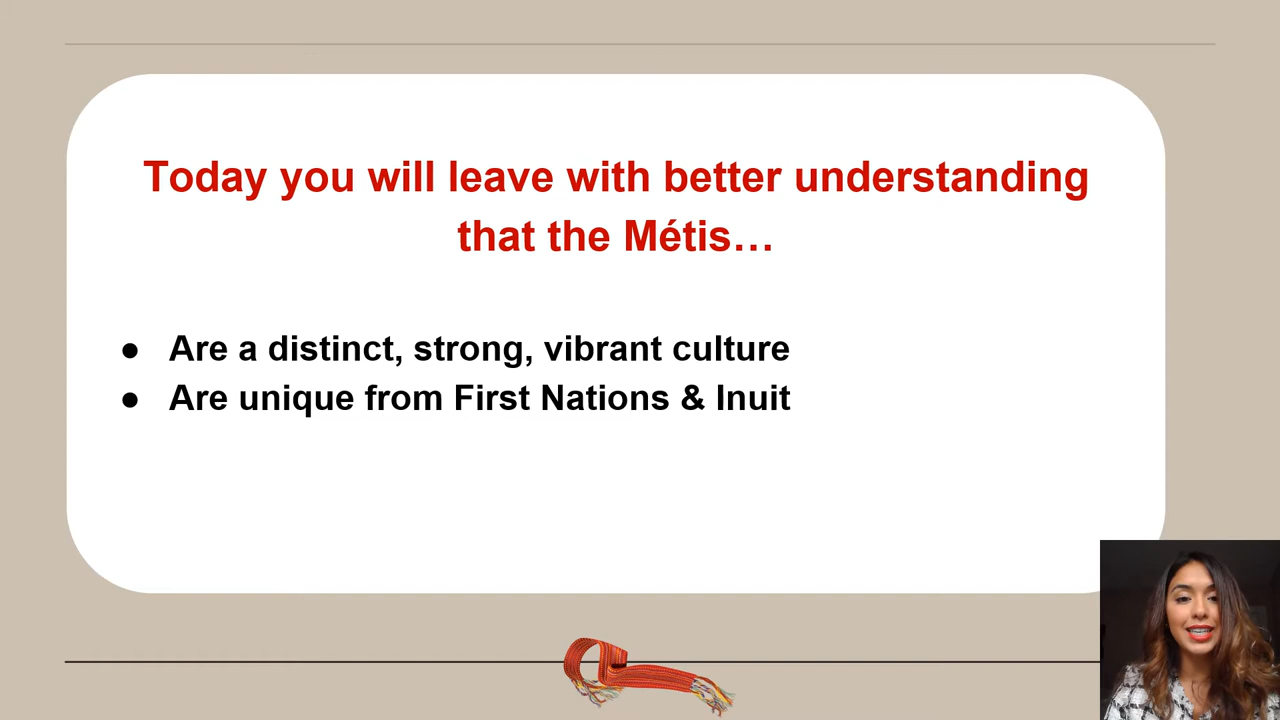 Today you will leave with better understanding
that the Métis…
● Are a distinct, strong, vibrant culture
● Are unique from First Nations & Inuit